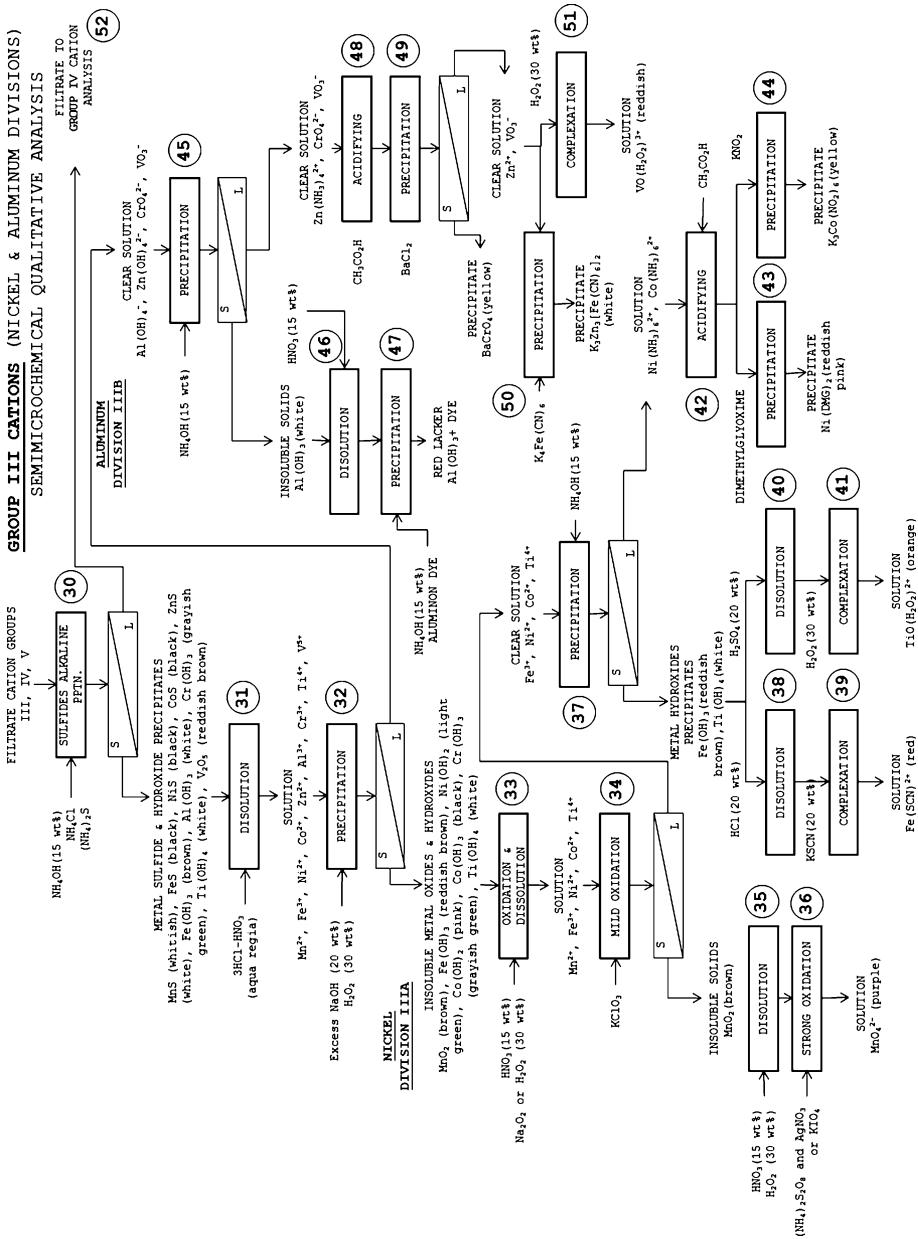 GROUP III CATIONS (NICKEL & ALUMINUM DIVISIONS)
SEMIMICROCHEMICAL QUALITATIVE ANALYSIS
FILTRATE CATION GROUPS
III, IV, V
NH₄OH(15 wt%)
NH₄Cl
(NH₄)₂S
SULFIDES ALKALINE
PPTN.
30
S
L
FILTRATE TO
GROUP IV CATION
ANALYSIS
52
METAL SULFIDE & HYDROXIDE PRECIPITATES
MnS (whitish), FeS (black), NiS (black), CoS (black), ZnS
(white), Fe(OH)₃ (brown), Al(OH)₃ (white), Cr(OH)₃ (grayish
green), Ti(OH)₄ (white), V₂O₅ (reddish brown)
3HCl-HNO₃
(aqua regia)
DISOLUTION
31
SOLUTION
Mn²⁺, Fe³⁺, Ni²⁺, Co²⁺, Zn²⁺, Al³⁺, Cr³⁺, Ti⁴⁺, V⁵⁺
Excess NaOH (20 wt%)
H₂O₂ (30 wt%)
PRECIPITATION
32
S
L
NICKEL
DIVISION IIIA
INSOLUBLE METAL OXIDES & HYDROXYDES
MnO₂ (brown), Fe(OH)₃ (reddish brown), Ni(OH)₂ (light
green), Co(OH)₂ (pink), Co(OH)₃ (black), Cr(OH)₃
(grayish green), Ti(OH)₄ (white)
HNO₃(15 wt%)
Na₂O₂ or H₂O₂ (30 wt%)
OXIDATION &
DISSOLUTION
33
SOLUTION
Mn²⁺, Fe³⁺, Ni²⁺, Co²⁺, Ti⁴⁺
KClO₃
MILD OXIDATION
34
S
L
INSOLUBLE SOLIDS
MnO₂(brown)
HNO₃(15 wt%)
H₂O₂ (30 wt%)
DISOLUTION
35
(NH₄)₂S₂O₈ and AgNO₃
or KIO₄
STRONG OXIDATION
36
SOLUTION
MnO₄²⁻ (purple)
CLEAR SOLUTION
Fe³⁺, Ni²⁺, Co²⁺, Ti⁴⁺
NH₄OH(15 wt%)
PRECIPITATION
37
S
L
METAL HYDROXIDES
PRECIPITATES
Fe(OH)₃(reddish
brown),Ti(OH)₄(white)
HCl(20 wt%)
DISOLUTION
38
KSCN(20 wt%)
COMPLEXATION
39
SOLUTION
Fe(SCN)²⁺ (red)
H₂SO₄(20 wt%)
DISOLUTION
40
H₂O₂(30 wt%)
COMPLEXATION
41
SOLUTION
TiO(H₂O₂)²⁺ (orange)
SOLUTION
Ni(NH₃)₆²⁺, Co(NH₃)₆²⁺
ACIDIFYING
42
CH₃CO₂H
DIMETHYLGLYOXIME
PRECIPITATION
43
PRECIPITATE
Ni(DMG)₂(reddish
pink)
KNO₂
PRECIPITATION
44
PRECIPITATE
K₃Co(NO₂)₆(yellow)
ALUMINUM
DIVISION IIIB
CLEAR SOLUTION
Al(OH)₄⁻, Zn(OH)₄²⁻, CrO₄²⁻, VO₃⁻
NH₄OH(15 wt%)
PRECIPITATION
45
S
L
INSOLUBLE SOLIDS
Al(OH)₃(white)
HNO₃(15 wt%)
DISOLUTION
46
NH₄OH(15 wt%)
ALUMINON DYE
PRECIPITATION
47
RED LACKER
Al(OH)₃+ DYE
CLEAR SOLUTION
Zn(NH₃)₄²⁺, CrO₄²⁻, VO₃⁻
CH₃CO₂H
ACIDIFYING
48
BaCl₂
PRECIPITATION
49
S
L
PRECIPITATE
BaCrO₄(yellow)
CLEAR SOLUTION
Zn²⁺, VO₃⁻
K₄Fe(CN)₆
PRECIPITATION
50
PRECIPITATE
K₂Zn₃[Fe(CN)₆]₂
(white)
H₂O₂(30 wt%)
COMPLEXATION
51
SOLUTION
VO(H₂O₂)³⁺(reddish)